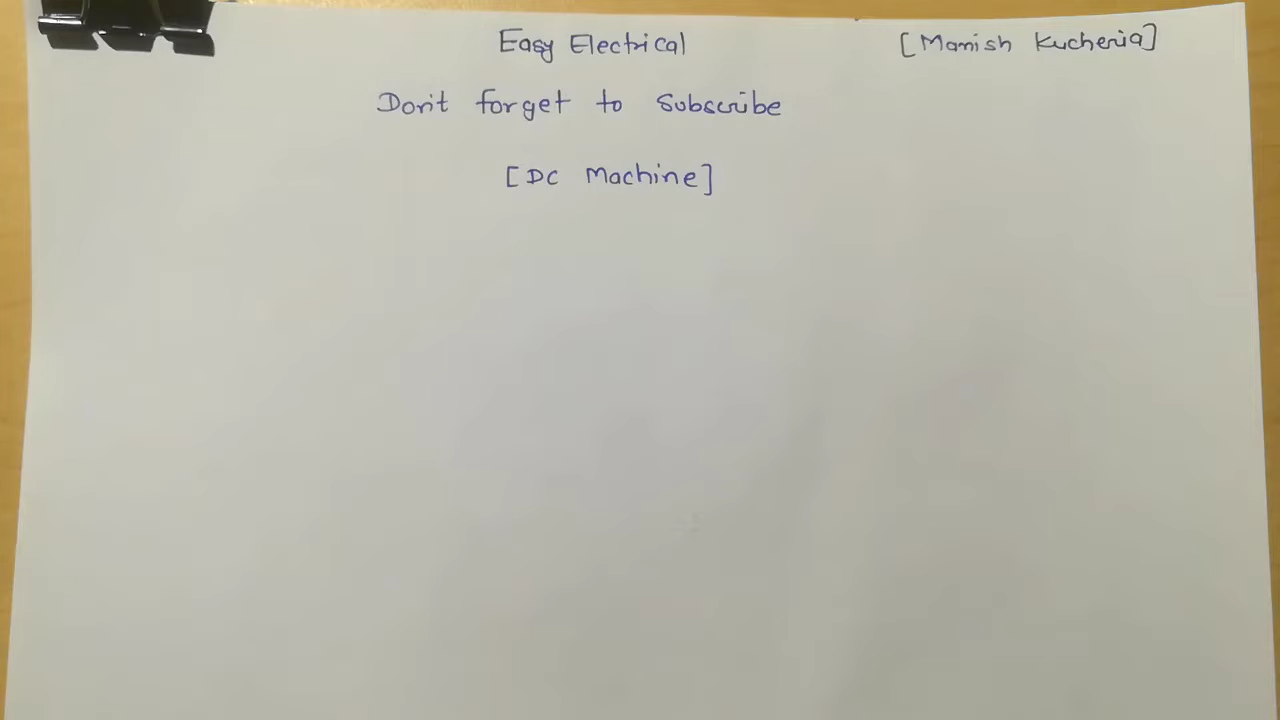 Easy Electrical [Manish Kucheria]
Don't forget to Subscribe
[DC Machine]